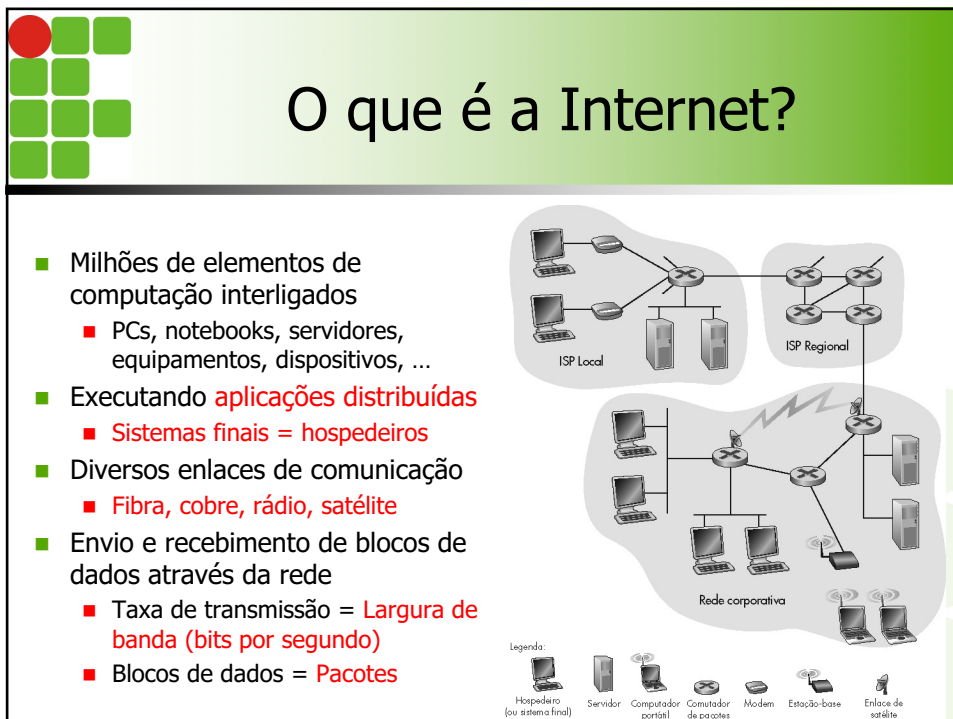 O que é a Internet?
Milhões de elementos de
computação interligados
PCs, notebooks, servidores,
equipamentos, dispositivos, …
Executando aplicações distribuídas
Sistemas finais = hospedeiros
Diversos enlaces de comunicação
Fibra, cobre, rádio, satélite
Envio e recebimento de blocos de
dados através da rede
Taxa de transmissão = Largura de
banda (bits por segundo)
Blocos de dados = Pacotes
ISP Local
ISP Regional
Rede corporativa
Legenda:
Hospedeiro
(ou sistema final)
Servidor
Computador
portátil
Comutador
de pacotes
Modem
Estação-base
Enlace de
satélite